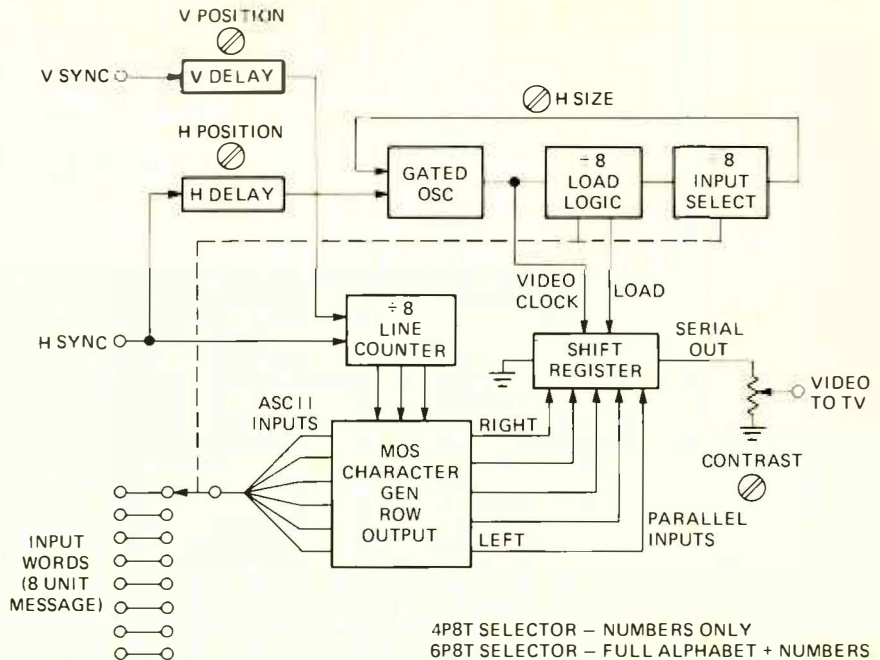 V POSITION
V SYNC
V DELAY
H SIZE
H POSITION
H DELAY
GATED
OSC
÷8
LOAD
LOGIC
÷8
INPUT
SELECT
VIDEO
CLOCK
LOAD
H SYNC
÷8
LINE
COUNTER
SHIFT
REGISTER
SERIAL
OUT
VIDEO
TO TV
CONTRAST
ASCII
INPUTS
MOS
CHARACTER
GEN
ROW
OUTPUT
RIGHT
LEFT
PARALLEL
INPUTS
INPUT
WORDS
(8 UNIT
MESSAGE)
4P8T SELECTOR – NUMBERS ONLY
6P8T SELECTOR – FULL ALPHABET + NUMBERS